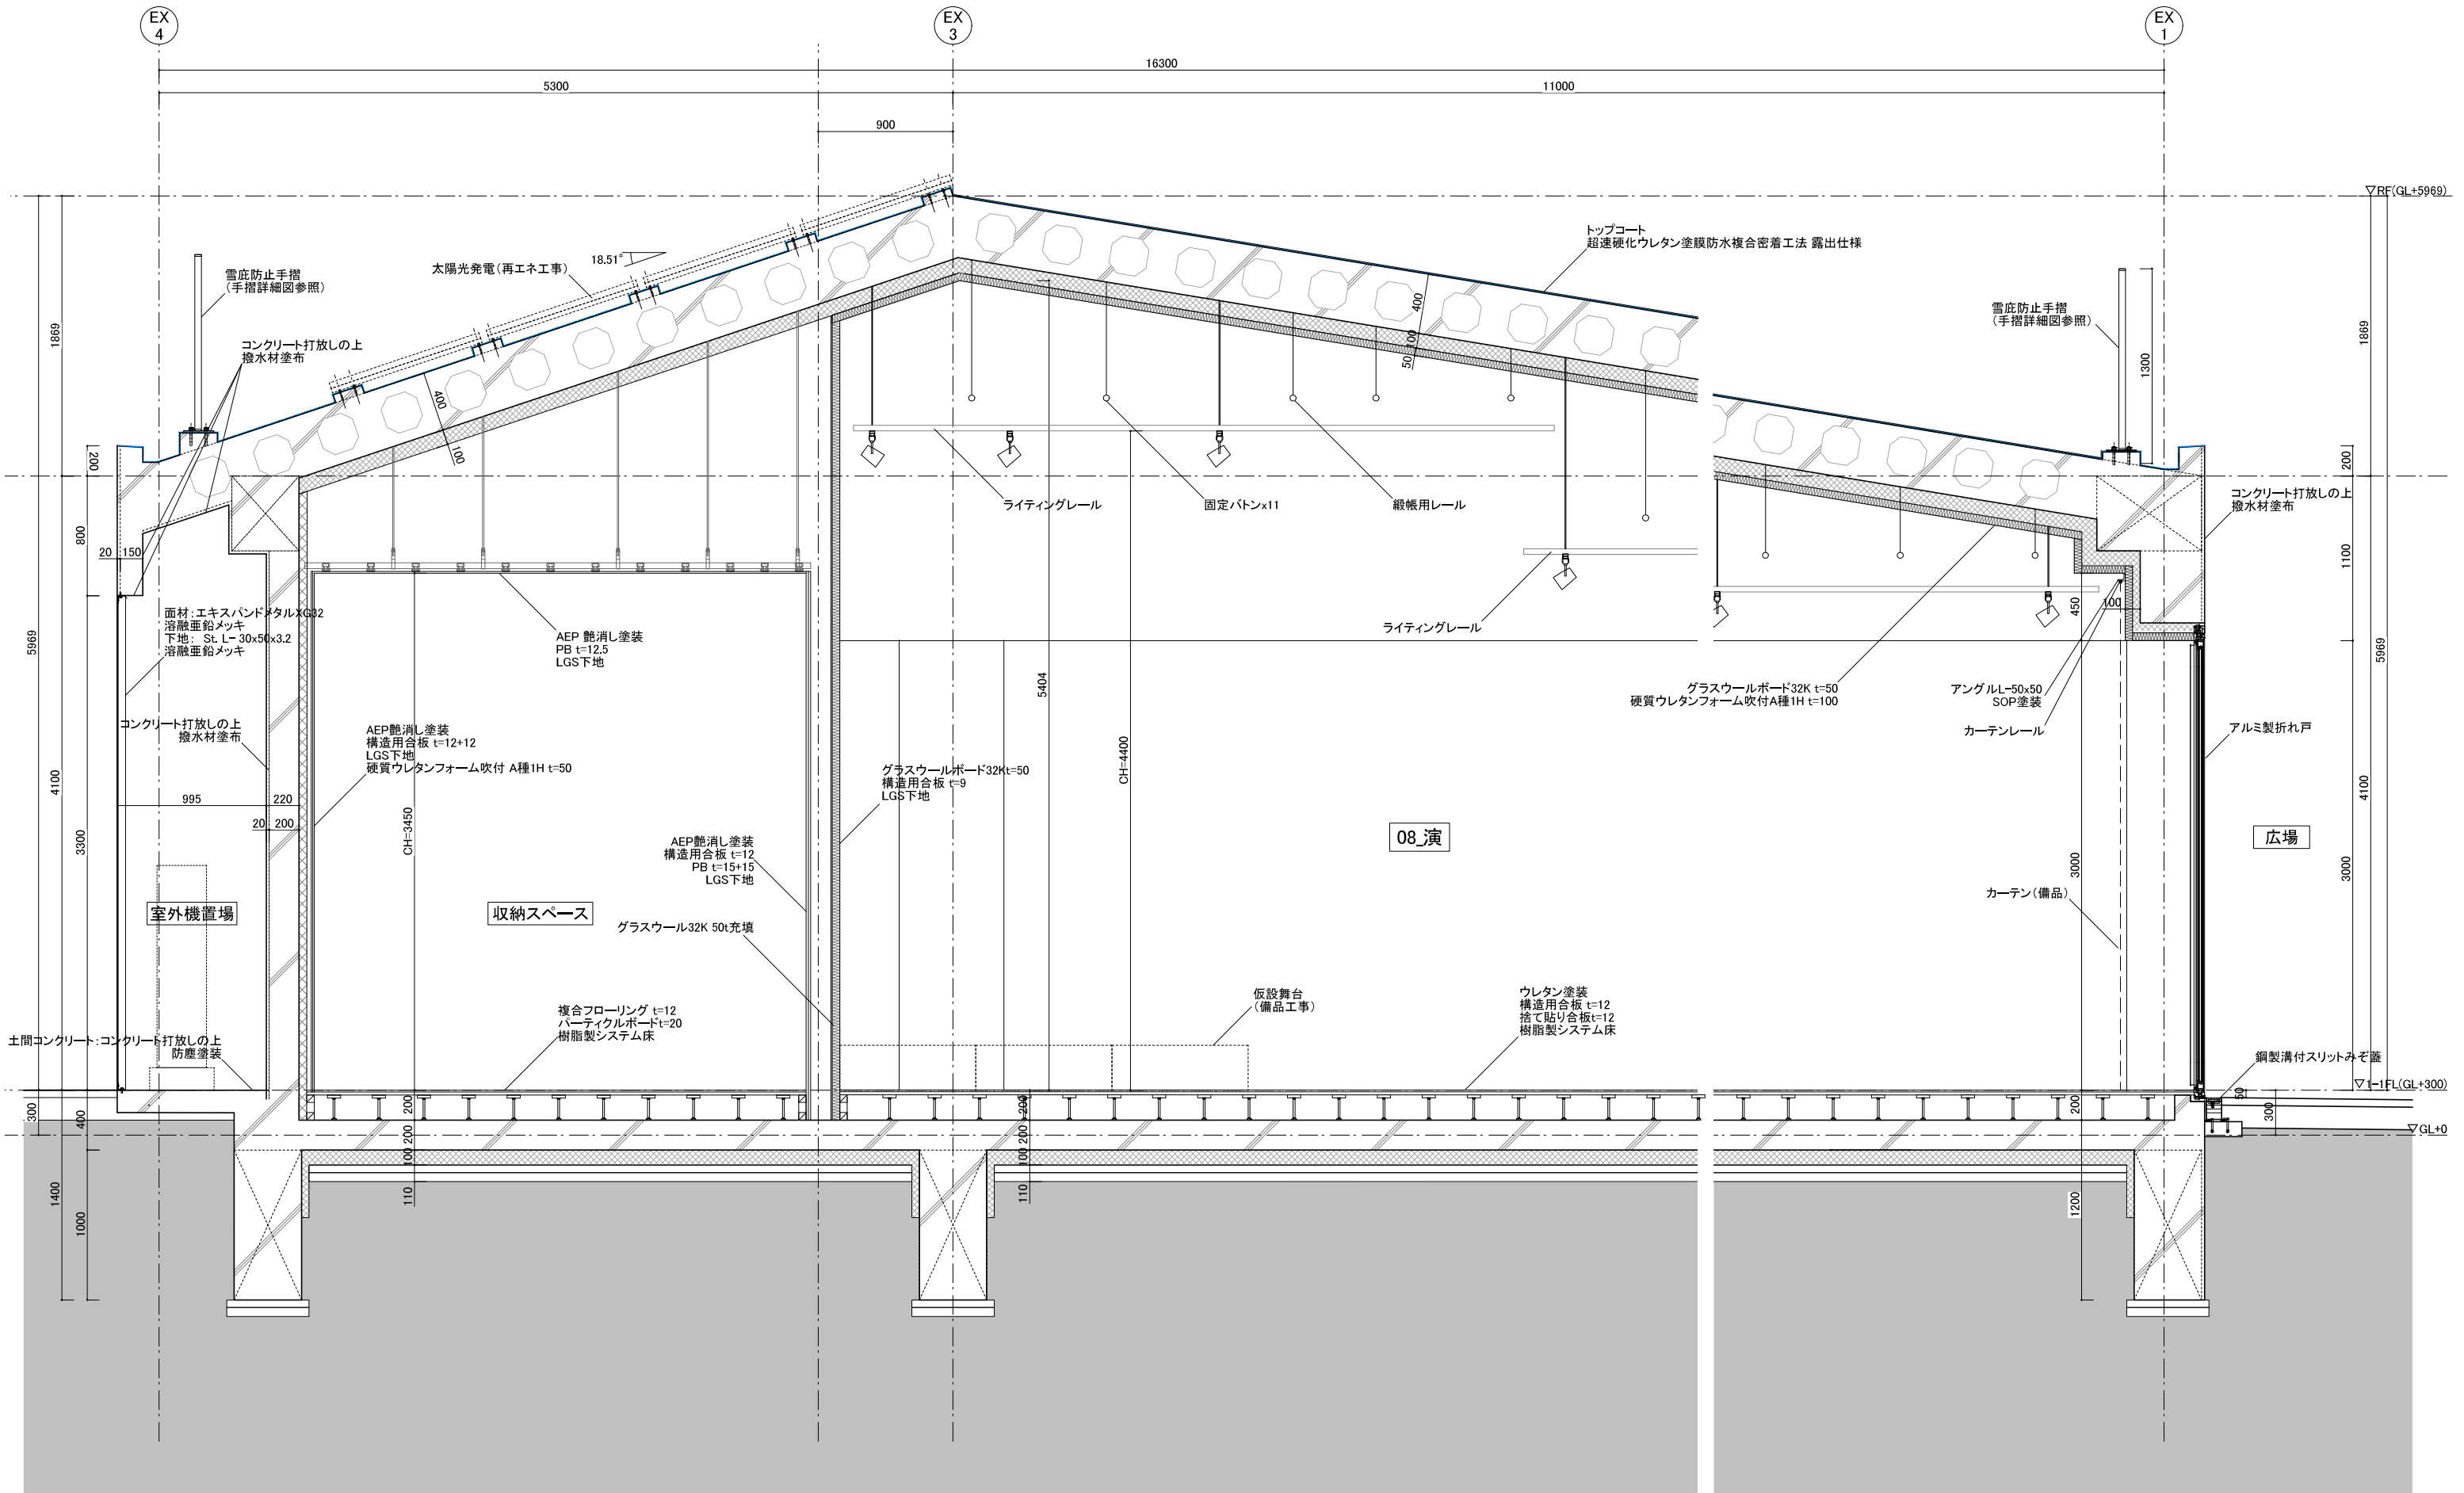 EX
4
EX
3
EX
1
16300
5300
11000
900
▽RF(GL+5969)
トップコート
超速硬化ウレタン塗膜防水複合密着工法 露出仕様
18.51°
太陽光発電(再エネ工事)
雪庇防止手摺
(手摺詳細図参照)
雪庇防止手摺
(手摺詳細図参照)
コンクリート打放しの上
撥水材塗布
1869
400
100
400
100
50
1300
1869
200
800
20
150
ライティングレール
固定バトンx11
緞帳用レール
200
コンクリート打放しの上
撥水材塗布
1100
面材:エキスパンドメタルXG32
溶融亜鉛メッキ
下地: St. L-30x50x3.2
溶融亜鉛メッキ
AEP 艶消し塗装
PB t=12.5
LGS下地
ライティングレール
450
100
5969
5969
5404
グラスウールボード32K t=50
硬質ウレタンフォーム吹付A種1H t=100
アングルL-50x50
SOP塗装
カーテンレール
アルミ製折れ戸
コンクリート打放しの上
撥水材塗布
AEP艶消し塗装
構造用合板 t=12+12
LGS下地
硬質ウレタンフォーム吹付 A種1H t=50
グラスウールボード32Kt=50
構造用合板 t=9
LGS下地
CH=4400
4100
4100
995
220
20
200
3300
CH=3450
AEP艶消し塗装
構造用合板 t=12
PB t=15+15
LGS下地
08_演
広場
3000
3000
カーテン(備品)
室外機置場
収納スペース
グラスウール32K 50t充填
複合フローリング t=12
パーティクルボードt=20
樹脂製システム床
仮設舞台
(備品工事)
ウレタン塗装
構造用合板 t=12
捨て貼り合板t=12
樹脂製システム床
土間コンクリート:コンクリート打放しの上
防塵塗装
鋼製溝付スリットみぞ蓋
▽1-1FL(GL+300)
50
300
▽GL+0
300
400
200
200
100
110
200
200
100
110
200
1200
1400
1000